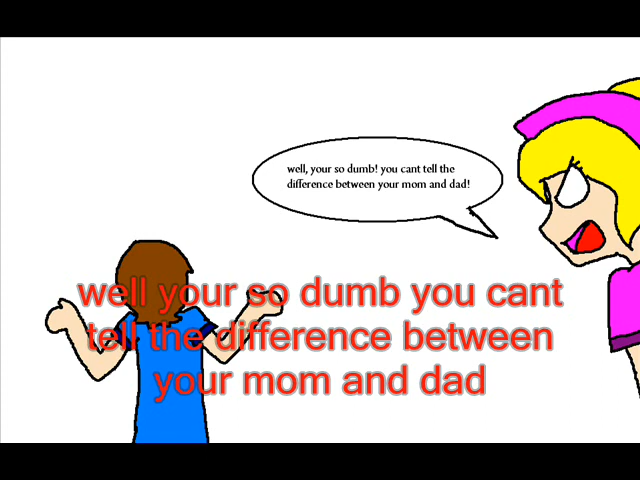 well, your so dumb! you cant tell the
difference between your mom and dad!
well your so dumb you cant
tell the difference between
your mom and dad